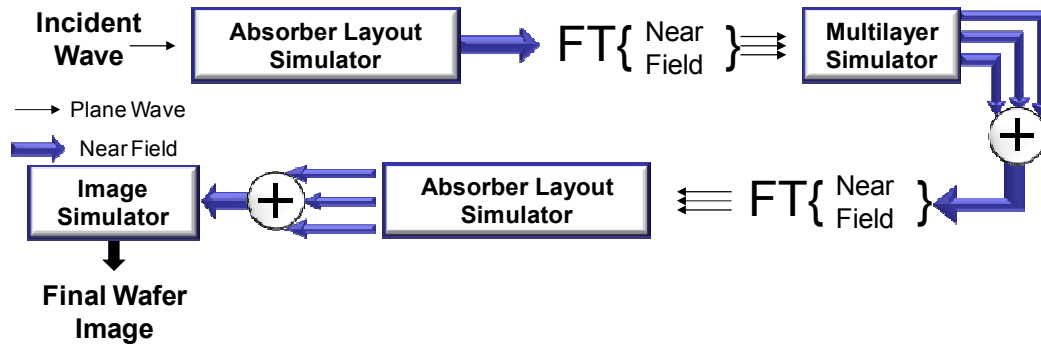 Incident
Wave
Absorber Layout
Simulator
FT{ Near
Field }
Multilayer
Simulator
Plane Wave
Near Field
+
Image
Simulator
+
Absorber Layout
Simulator
FT{ Near
Field }
Final Wafer
Image